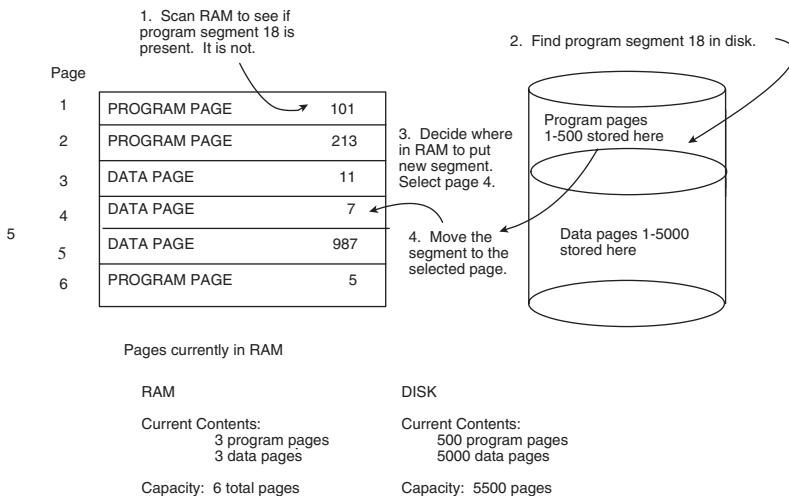 1. Scan RAM to see if
program segment 18 is
present. It is not.
2. Find program segment 18 in disk.
Page
1 PROGRAM PAGE 101
2 PROGRAM PAGE 213
3 DATA PAGE 11
4 DATA PAGE 7
5 5 DATA PAGE 987
6 PROGRAM PAGE 5
3. Decide where
in RAM to put
new segment.
Select page 4.
4. Move the
segment to the
selected page.
Program pages
1-500 stored here
Data pages 1-5000
stored here
Pages currently in RAM
RAM
Current Contents:
3 program pages
3 data pages
Capacity: 6 total pages
DISK
Current Contents:
500 program pages
5000 data pages
Capacity: 5500 pages